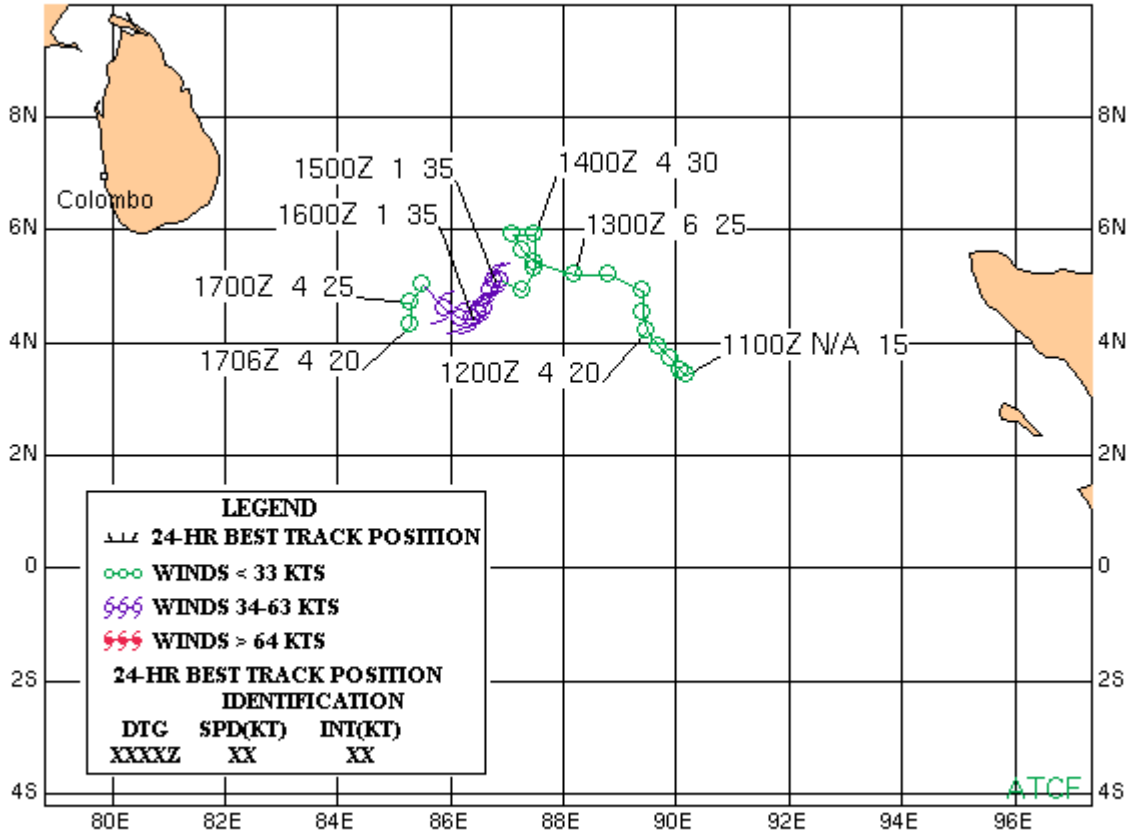 8N
8N
1500Z 1 35
1400Z 4 30
Colombo
1600Z 1 35
1300Z 6 25
6N
6N
1700Z 4 25
4N
4N
1706Z 4 20
1200Z 4 20
1100Z N/A 15
2N
2N
LEGEND
24-HR BEST TRACK POSITION
0
0
WINDS < 33 KTS
WINDS 34-63 KTS
WINDS > 64 KTS
24-HR BEST TRACK POSITION
2S
2S
IDENTIFICATION
DTG SPD(KT) INT(KT)
XXXXZ XX XX
4S
ATCF
4S
80E 82E 84E 86E 88E 90E 92E 94E 96E